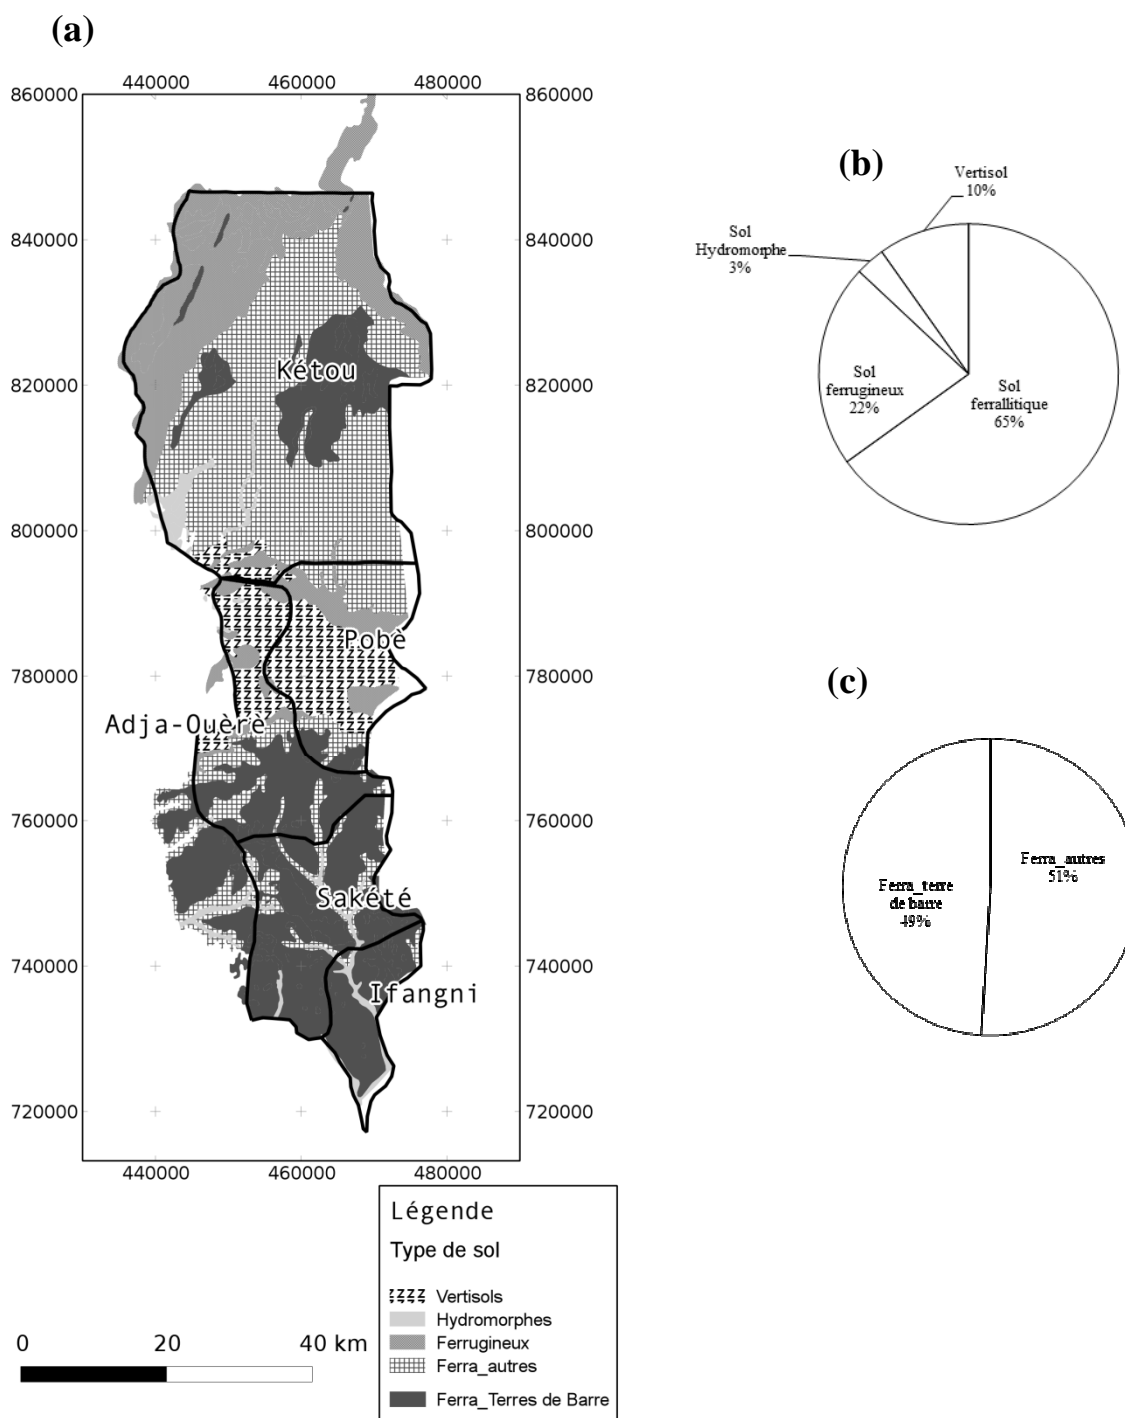 (a)
440000 460000 480000
860000 860000
840000 840000
820000 820000
800000 800000
780000 780000
760000 760000
740000 740000
720000 720000
440000 460000 480000
Kétou
Pobè
Adja-Ouèrè
Sakété
Ifangni
Légende
Type de sol
Vertisols
Hydromorphes
Ferrugineux
Ferra_autres
Ferra_Terres de Barre
0 20 40 km
(b)
Vertisol
10%
Sol
Hydromorphe
3%
Sol
ferrugineux
22%
Sol
ferrallitique
65%
(c)
Ferra_autres
51%
Ferra_terre
de barre
49%